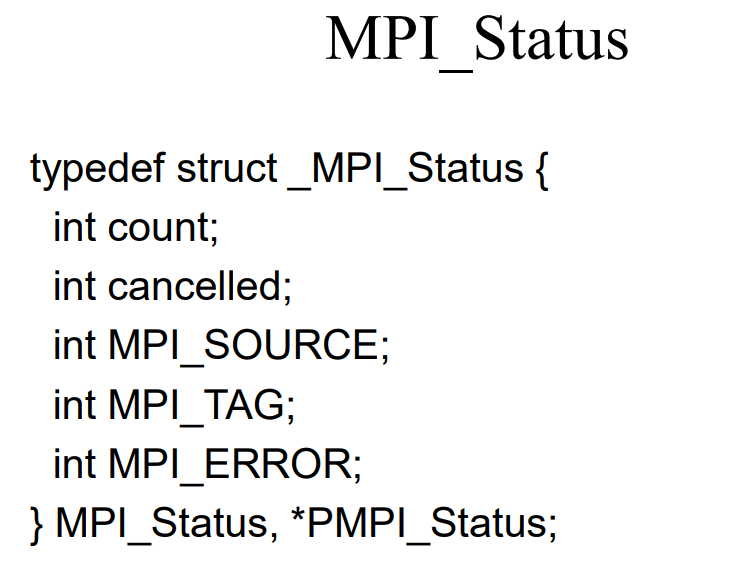 MPI_Status
typedef struct _MPI_Status {
int count;
int cancelled;
int MPI_SOURCE;
int MPI_TAG;
int MPI_ERROR;
} MPI_Status, *PMPI_Status;